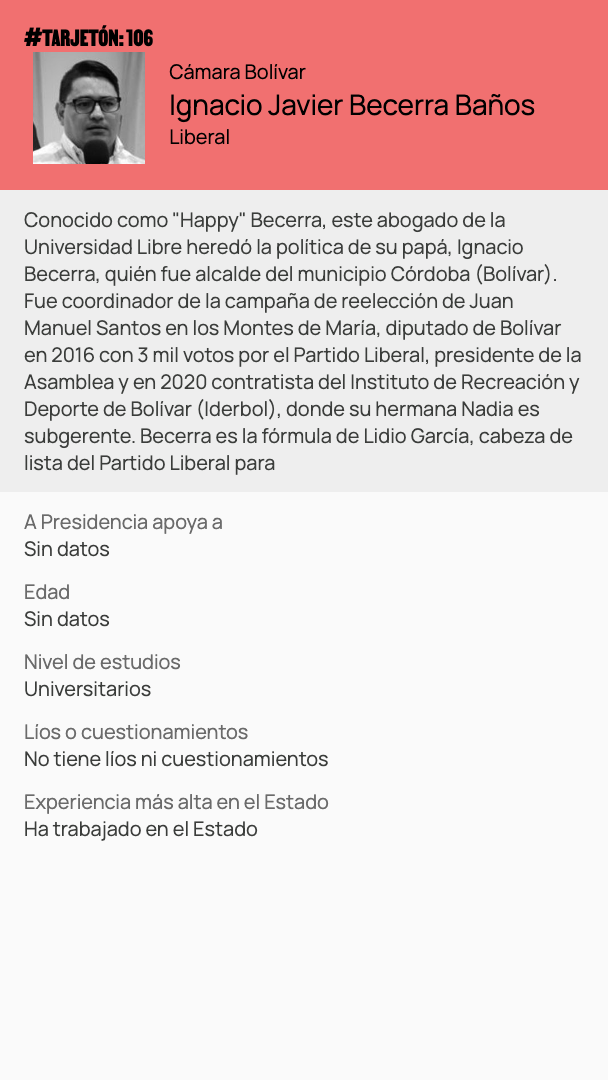 #TARJETÓN: 106
Cámara Bolívar
Ignacio Javier Becerra Baños
Liberal
Conocido como "Happy" Becerra, este abogado de la
Universidad Libre heredó la política de su papá, Ignacio
Becerra, quién fue alcalde del municipio Córdoba (Bolívar).
Fue coordinador de la campaña de reelección de Juan
Manuel Santos en los Montes de María, diputado de Bolívar
en 2016 con 3 mil votos por el Partido Liberal, presidente de la
Asamblea y en 2020 contratista del Instituto de Recreación y
Deporte de Bolívar (Iderbol), donde su hermana Nadia es
subgerente. Becerra es la fórmula de Lidio García, cabeza de
lista del Partido Liberal para
A Presidencia apoya a
Sin datos
Edad
Sin datos
Nivel de estudios
Universitarios
Líos o cuestionamientos
No tiene líos ni cuestionamientos
Experiencia más alta en el Estado
Ha trabajado en el Estado